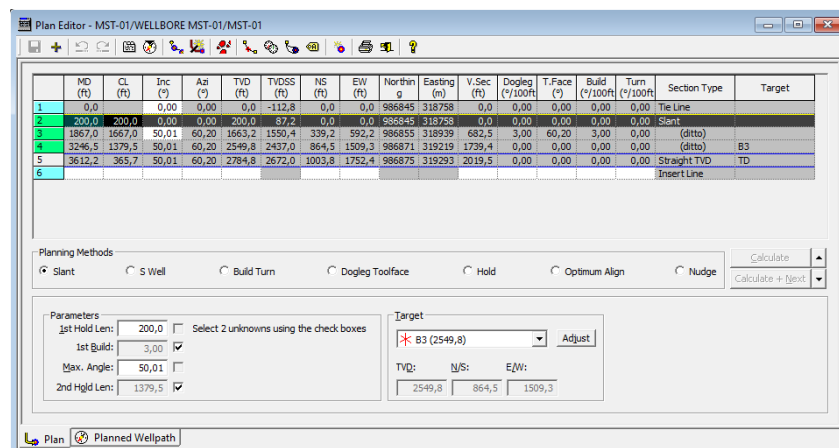 Plan Editor - MST-01/WELLBORE MST-01/MST-01
MD (ft) CL (ft) Inc (°) Azi (°) TVD (ft) TVDSS (ft) NS (ft) EW (ft) Northin g Easting (m) V.Sec (ft) Dogleg (°/100ft) T.Face (°) Build (°/100ft) Turn (°/100ft) Section Type Target
1 0,0 0,00 0,00 0,0 -112,8 0,0 0,0 986845 318758 0,0 0,00 0,00 0,00 0,00 Tie Line
2 200,0 200,0 0,00 0,00 200,0 87,2 0,0 0,0 986845 318758 0,0 0,00 0,00 0,00 0,00 Slant
3 1867,0 1667,0 50,01 60,20 1663,2 1550,4 339,2 592,2 986858 318939 682,5 3,00 60,20 3,00 0,00 (ditto)
4 3246,5 1379,5 50,01 60,20 2549,8 2437,0 864,5 1509,3 986871 319219 1739,4 0,00 0,00 0,00 0,00 (ditto) B3
5 3612,2 365,7 50,01 60,20 2784,8 2672,0 1003,8 1752,4 986875 319293 2019,5 0,00 0,00 0,00 0,00 Straight TVD TD
6 Insert Line
Planning Methods
Slant S Well Build Turn Dogleg Toolface Hold Optimum Align Nudge
Calculate
Calculate + Next
Parameters
1st Hold Len: 200,0 Select 2 unknowns using the check boxes
1st Build: 3,00
Max. Angle: 50,01
2nd Hold Len: 1379,5
Target
B3 (2549,8) Adjust
TVD: N/S: E/W:
2549,8 864,5 1509,3
Plan Planned Wellpath